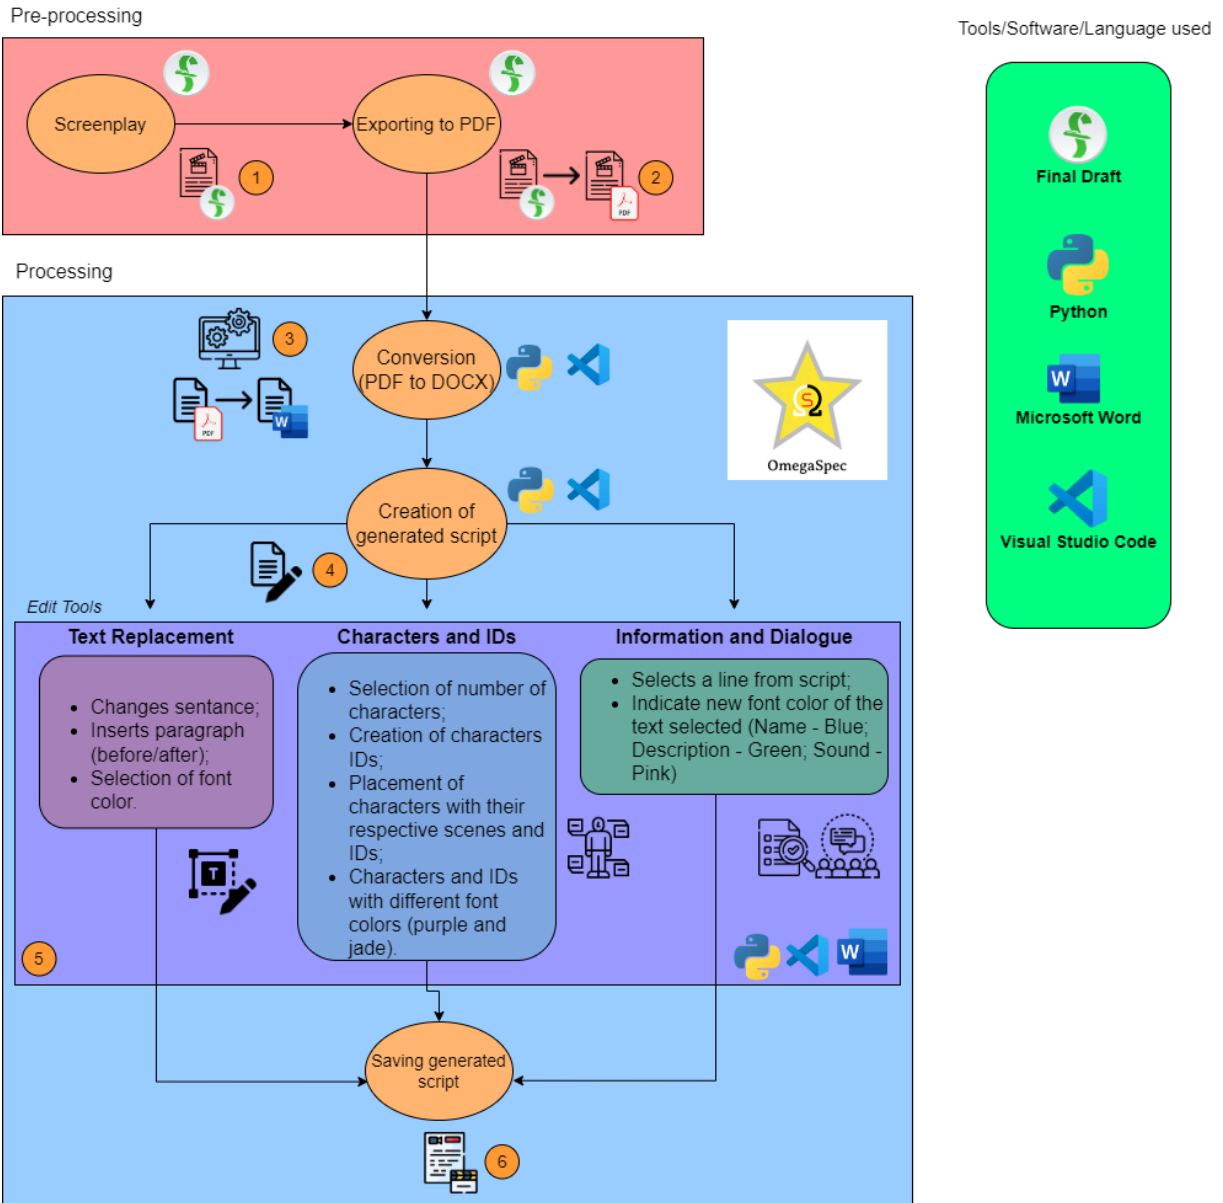 Pre-processing
Tools/Software/Language used
Screenplay
Exporting to PDF
1
2
PDF
Final Draft
Python
W
Microsoft Word
Visual Studio Code
Processing
3
Conversion
(PDF to DOCX)
PDF
W
S
Ω
OmegaSpec
Creation of
generated script
4
Edit Tools
Text Replacement
Changes sentance;
Inserts paragraph
(before/after);
Selection of font
color.
T
Characters and IDs
Selection of number of
characters;
Creation of characters
IDs;
Placement of
characters with their
respective scenes and
IDs;
Characters and IDs
with different font
colors (purple and
jade).
Information and Dialogue
Selects a line from script;
Indicate new font color of the
text selected (Name - Blue;
Description - Green; Sound -
Pink)
W
5
Saving generated
script
6